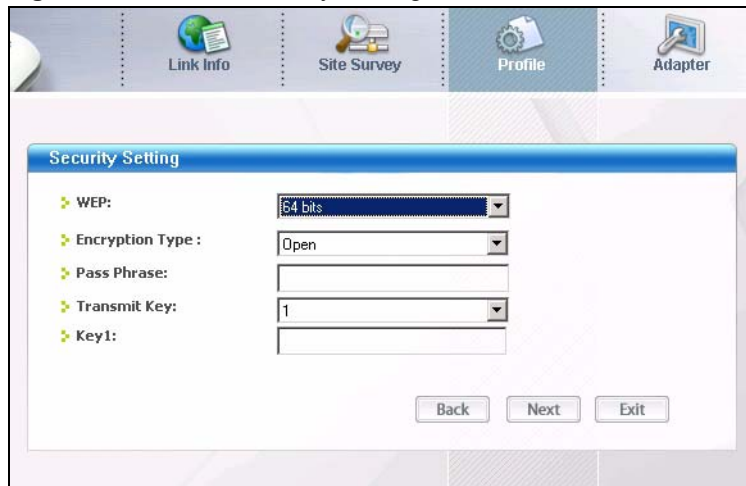 Link Info
Site Survey
Profile
Adapter
Security Setting
WEP:
64 bits
Encryption Type :
Open
Pass Phrase:
Transmit Key:
1
Key1:
Back
Next
Exit